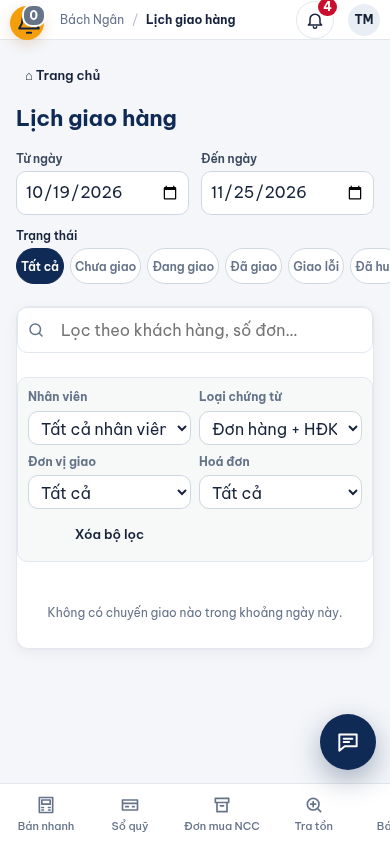 0
Bách Ngân / Lịch giao hàng
4
TM
Trang chủ
Lịch giao hàng
Từ ngày
Đến ngày
10/19/2026
11/25/2026
Trạng thái
Tất cả
Chưa giao
Đang giao
Đã giao
Giao lỗi
Đã hu
Lọc theo khách hàng, số đơn...
Nhân viên
Loại chứng từ
Tất cả nhân viên
Đơn hàng + HĐK
Đơn vị giao
Hoá đơn
Tất cả
Tất cả
Xóa bộ lọc
Không có chuyến giao nào trong khoảng ngày này.
Bán nhanh
Sổ quỹ
Đơn mua NCC
Tra tồn